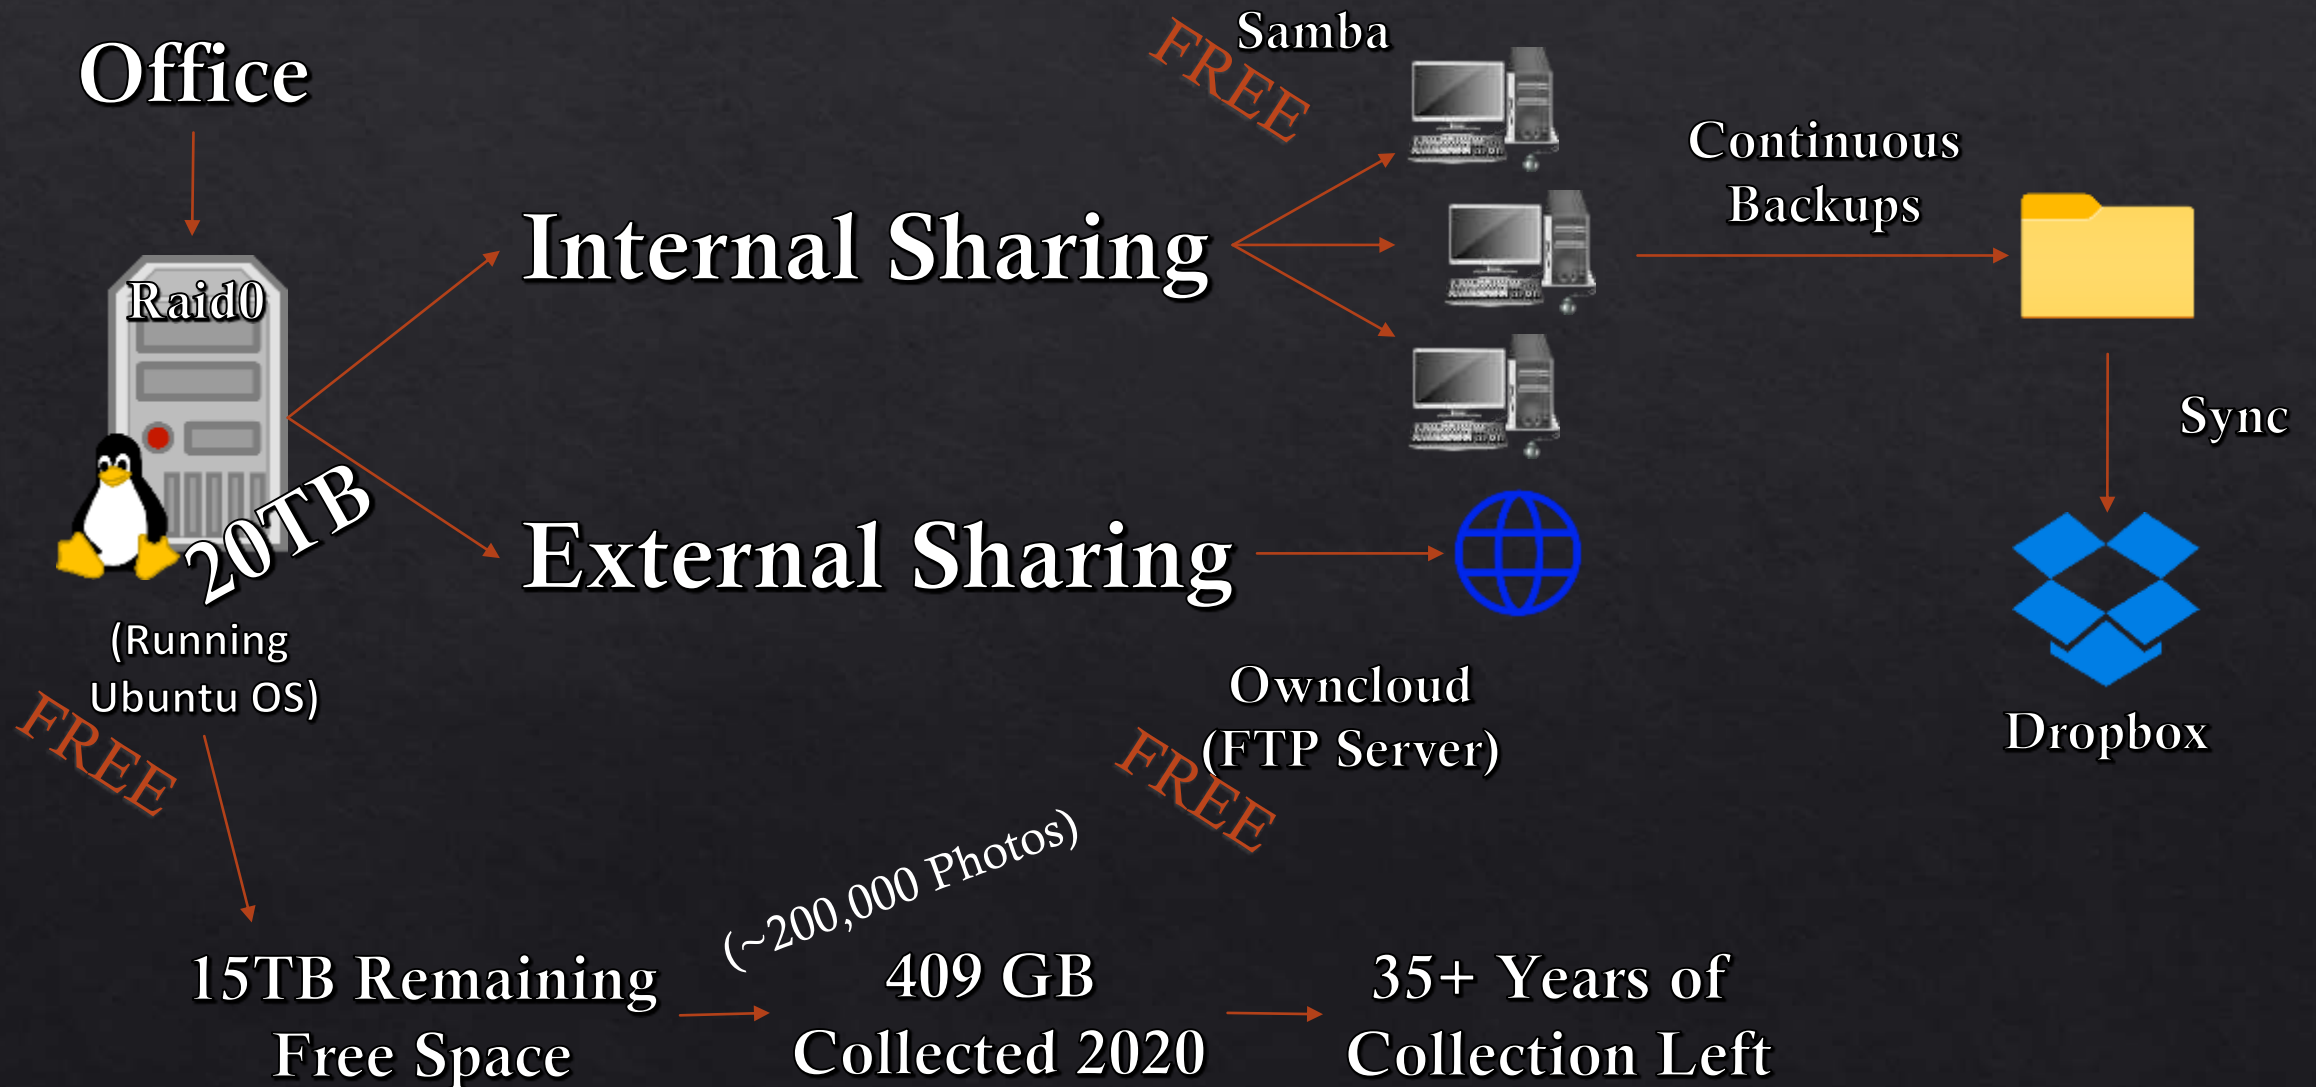 Office
Raid0
20TB
(Running
Ubuntu OS)
FREE
Internal Sharing
Samba
FREE
Continuous
Backups
Sync
Dropbox
External Sharing
Owncloud
(FTP Server)
FREE
15TB Remaining
Free Space
(~200,000 Photos)
409 GB
Collected 2020
35+ Years of
Collection Left